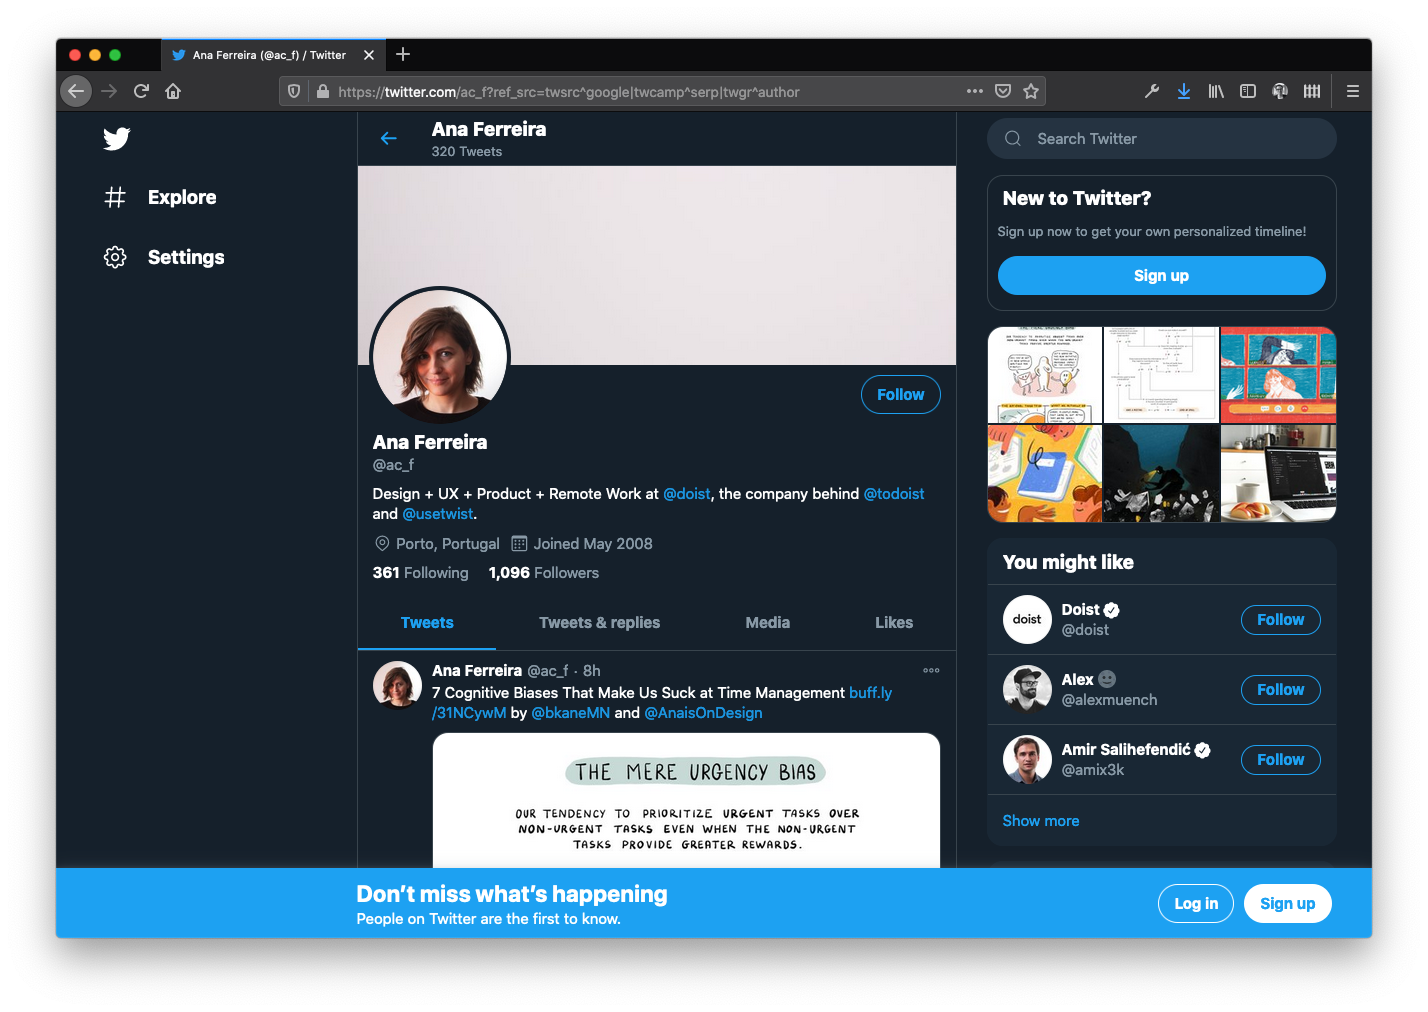 Ana Ferreira (@ac_f) / Twitter
https://twitter.com/ac_f?ref_src=twsrc^google|twcamp^serp|twgr^author
Explore
Settings
Ana Ferreira
320 Tweets
Follow
Ana Ferreira
@ac_f
Design + UX + Product + Remote Work at @doist, the company behind @todoist
and @usetwist.
Porto, Portugal Joined May 2008
361 Following 1,096 Followers
Tweets Tweets & replies Media Likes
Ana Ferreira @ac_f · 8h
7 Cognitive Biases That Make Us Suck at Time Management buff.ly
/31NCywM by @bkaneMN and @AnaisOnDesign
THE MERE URGENCY BIAS
OUR TENDENCY TO PRIORITIZE URGENT TASKS OVER
NON-URGENT TASKS EVEN WHEN THE NON-URGENT
TASKS PROVIDE GREATER REWARDS.
Search Twitter
New to Twitter?
Sign up now to get your own personalized timeline!
Sign up
You might like
doist
Doist
@doist
Follow
Alex
@alexmuench
Follow
Amir Salihefendić
@amix3k
Follow
Show more
Don't miss what's happening
People on Twitter are the first to know.
Log in
Sign up